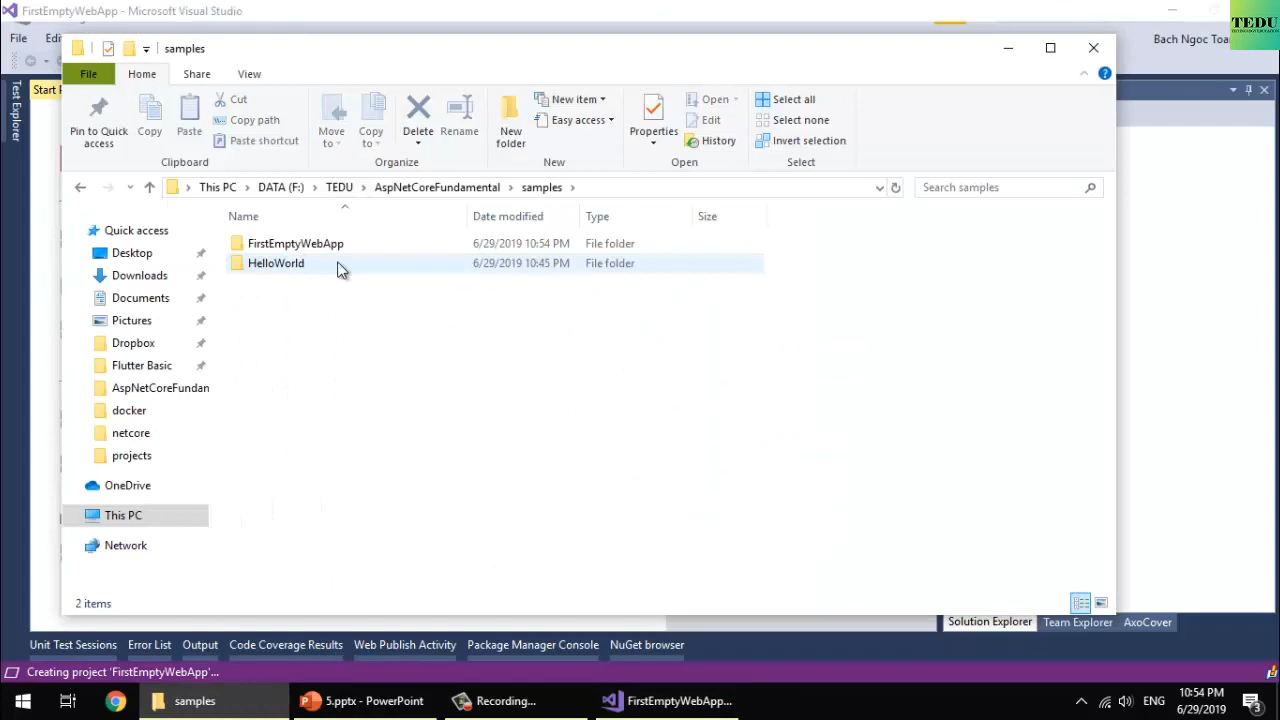 FirstEmptyWebApp - Microsoft Visual Studio
TEDU
File
Bach Ngoc Toan
samples
File Home Share View
Pin to Quick access
Copy
Paste
Cut
Copy path
Paste shortcut
Clipboard
Move to
Copy to
Delete
Rename
Organize
New folder
New item
Easy access
New
Properties
Open
Edit
History
Open
Select all
Select none
Invert selection
Select
Test Explorer
Start
This PC > DATA (F:) > TEDU > AspNetCoreFundamental > samples >
Search samples
Name Date modified Type Size
FirstEmptyWebApp 6/29/2019 10:54 PM File folder
HelloWorld 6/29/2019 10:45 PM File folder
Quick access
Desktop
Downloads
Documents
Pictures
Dropbox
Flutter Basic
AspNetCoreFundan
docker
netcore
projects
OneDrive
This PC
Network
2 items
Solution Explorer Team Explorer AxoCover
Unit Test Sessions Error List Output Code Coverage Results Web Publish Activity Package Manager Console NuGet browser
Creating project 'FirstEmptyWebApp'...
samples
5.pptx - PowerPoint
Recording...
FirstEmptyWebApp...
ENG
10:54 PM
6/29/2019
3